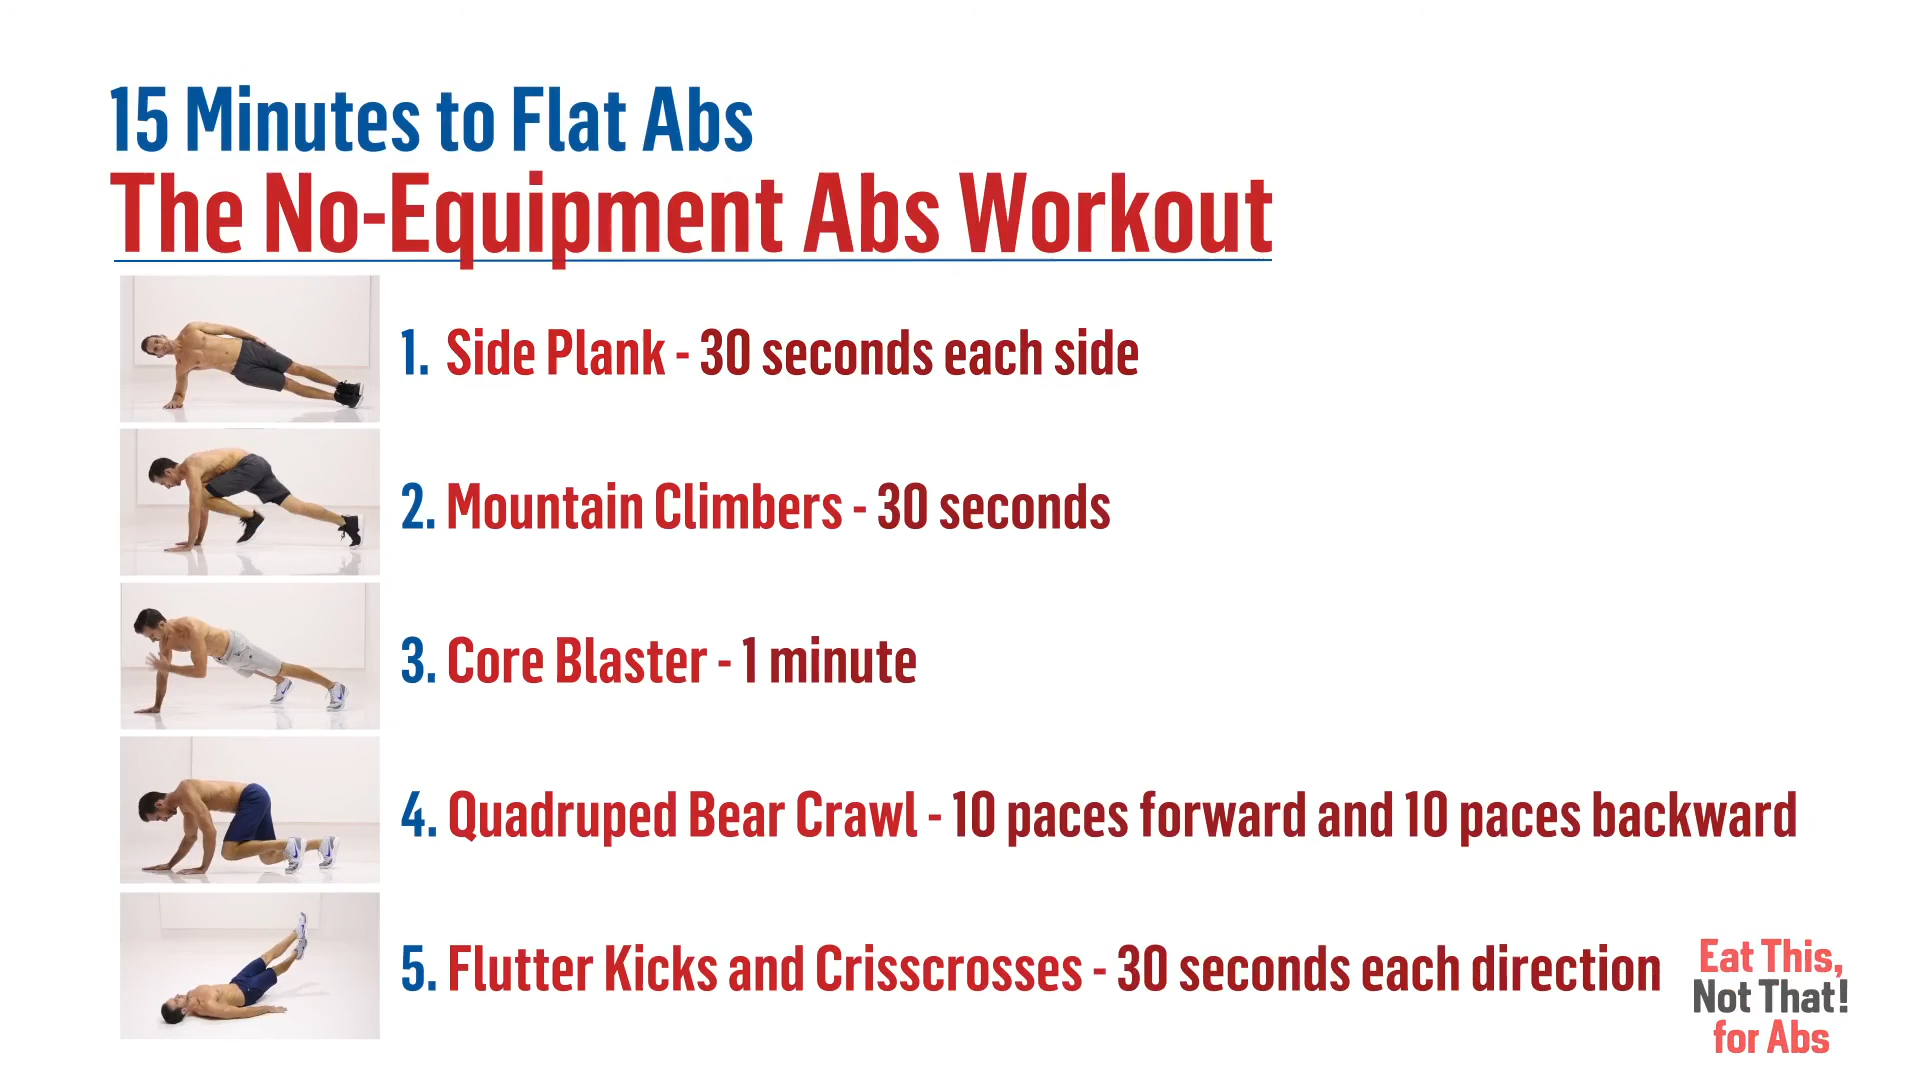 15 Minutes to Flat Abs
The No-Equipment Abs Workout
1. Side Plank - 30 seconds each side
2. Mountain Climbers - 30 seconds
3. Core Blaster - 1 minute
4. Quadruped Bear Crawl - 10 paces forward and 10 paces backward
5. Flutter Kicks and Crisscrosses - 30 seconds each direction
Eat This,
Not That!
for Abs